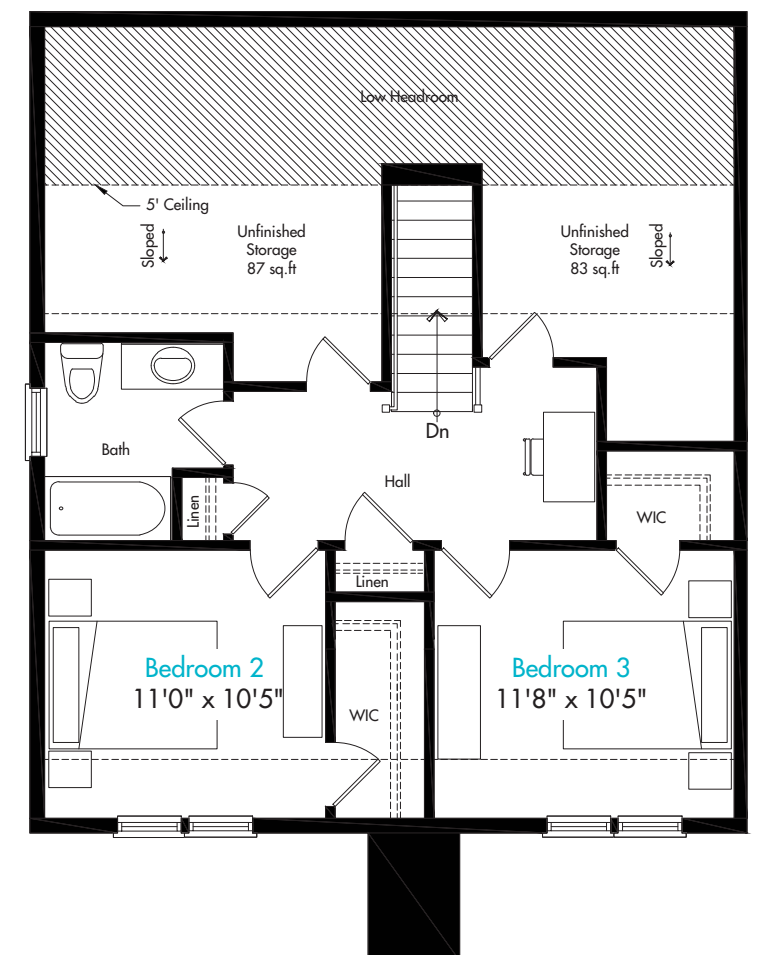 Low Headroom
5' Ceiling
Sloped
Unfinished
Storage
87 sq.ft
Unfinished
Storage
83 sq.ft
Sloped
Dn
Bath
Hall
Linen
WIC
Linen
Bedroom 2
11'0" x 10'5"
WIC
Bedroom 3
11'8" x 10'5"